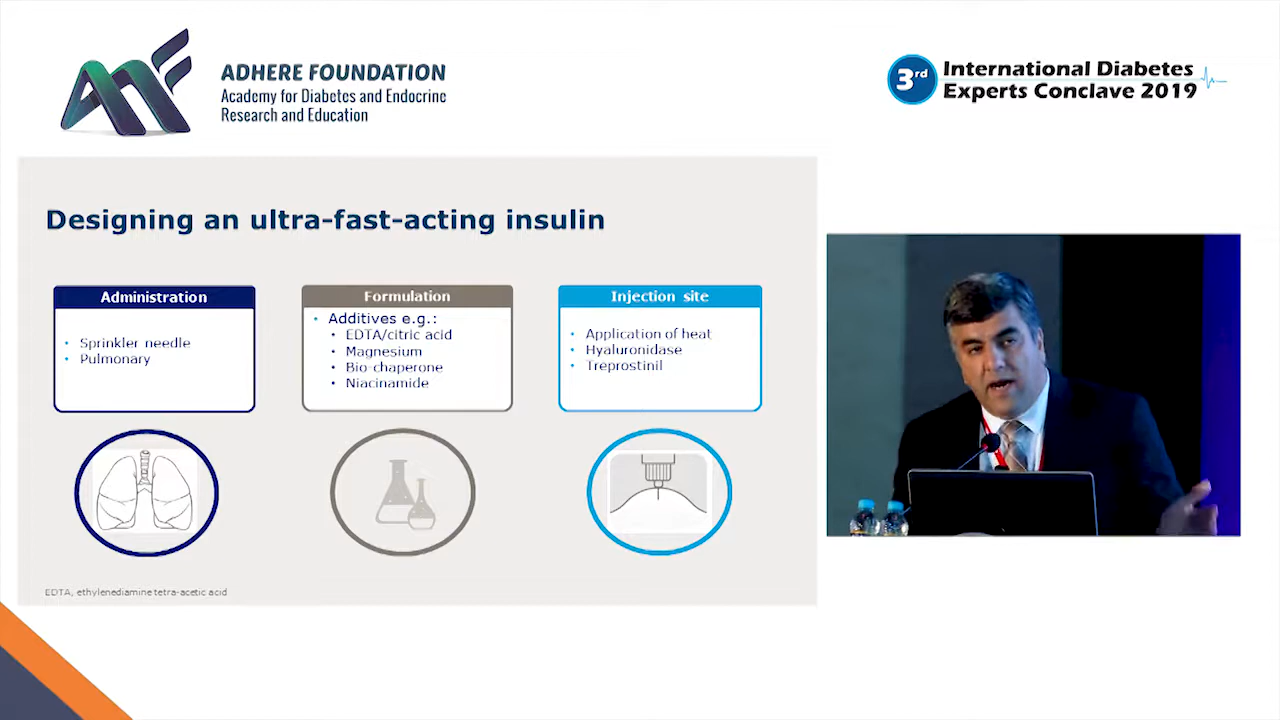 ADHERE FOUNDATION
Academy for Diabetes and Endocrine
Research and Education
3rd
International Diabetes
Experts Conclave 2019
Designing an ultra-fast-acting insulin
Administration
• Sprinkler needle
• Pulmonary
Formulation
• Additives e.g.:
• EDTA/citric acid
• Magnesium
• Bio-chaperone
• Niacinamide
Injection site
• Application of heat
• Hyaluronidase
• Treprostinil
EDTA, ethylenediamine tetra-acetic acid